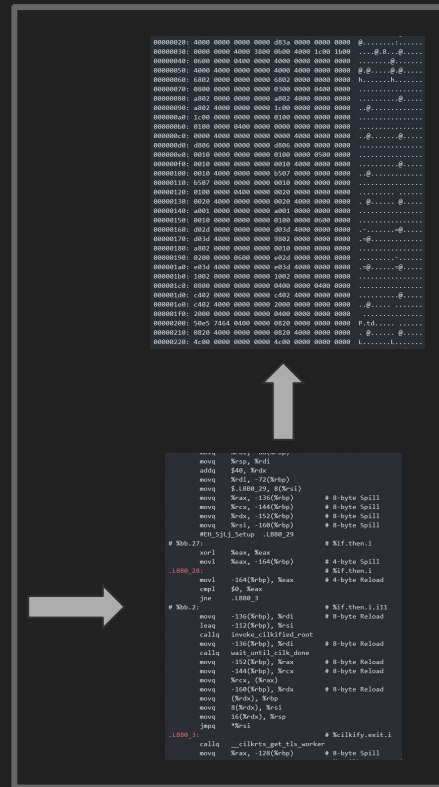 00000020: 4000 0000 0000 0000 d83a 0000 0000 0000 @........:......
00000030: 0000 0000 4000 3800 0b00 4000 1c00 1b00 ....@.8...@.....
00000040: 0600 0000 0400 0000 4000 0000 0000 0000 ........@.......
00000050: 4000 4000 0000 0000 4000 4000 0000 0000 @.@.....@.@.....
00000060: 6802 0000 0000 0000 6802 0000 0000 0000 h.......h.......
00000070: 0800 0000 0000 0000 0300 0000 0400 0000 ................
00000080: a802 0000 0000 0000 a802 4000 0000 0000 ..........@.....
00000090: a802 4000 0000 0000 1c00 0000 0000 0000 ..@.............
000000a0: 1c00 0000 0000 0000 0100 0000 0000 0000 ................
000000b0: 0100 0000 0400 0000 0000 0000 0000 0000 ................
000000c0: 0000 4000 0000 0000 0000 4000 0000 0000 ..@.......@.....
000000d0: d806 0000 0000 0000 d806 0000 0000 0000 ................
000000e0: 0010 0000 0000 0000 0100 0000 0500 0000 ................
000000f0: 0010 0000 0000 0000 0010 4000 0000 0000 ..........@.....
00000100: 0010 4000 0000 0000 b507 0000 0000 0000 ..@.............
00000110: b507 0000 0000 0000 0010 0000 0000 0000 ................
00000120: 0100 0000 0400 0000 0020 0000 0000 0000 ......... ......
00000130: 0020 4000 0000 0000 0020 4000 0000 0000 . @...... @.....
00000140: a001 0000 0000 0000 a001 0000 0000 0000 ................
00000150: 0010 0000 0000 0000 0100 0000 0600 0000 ................
00000160: d02d 0000 0000 0000 d03d 4000 0000 0000 .-.......=@.....
00000170: d03d 4000 0000 0000 9802 0000 0000 0000 .=@.............
00000180: a802 0000 0000 0000 0010 0000 0000 0000 ................
00000190: 0200 0000 0600 0000 e02d 0000 0000 0000 .........-......
000001a0: e03d 4000 0000 0000 e03d 4000 0000 0000 .=@......=@.....
000001b0: 1002 0000 0000 0000 1002 0000 0000 0000 ................
000001c0: 0800 0000 0000 0000 0400 0000 0400 0000 ................
000001d0: c402 0000 0000 0000 c402 4000 0000 0000 ..........@.....
000001e0: c402 4000 0000 0000 2000 0000 0000 0000 ..@..... .......
000001f0: 2000 0000 0000 0000 0400 0000 0000 0000  ...............
00000200: 50e5 7464 0400 0000 0820 0000 0000 0000 P.td..... ......
00000210: 0820 4000 0000 0000 0820 4000 0000 0000 . @...... @.....
00000220: 4c00 0000 0000 0000 4c00 0000 0000 0000 L.......L.......
movq %rsp, %rdi
addq $40, %rdx
movq %rdi, -72(%rbp)
movq $.LBB0_29, 8(%rsi)
movq %rax, -136(%rbp) # 8-byte Spill
movq %rcx, -144(%rbp) # 8-byte Spill
movq %rdx, -152(%rbp) # 8-byte Spill
movq %rsi, -160(%rbp) # 8-byte Spill
#EH_SjLj_Setup .LBB0_29
# %bb.27: # %if.then.i
xorl %eax, %eax
movl %eax, -164(%rbp) # 4-byte Spill
.LBB0_28: # %if.then.i
movl -164(%rbp), %eax # 4-byte Reload
cmpl $0, %eax
jne .LBB0_3
# %bb.2: # %if.then.i.i11
movq -136(%rbp), %rdi # 8-byte Reload
leaq -112(%rbp), %rsi
callq invoke_cilkified_root
movq -136(%rbp), %rdi # 8-byte Reload
callq wait_until_cilk_done
movq -152(%rbp), %rax # 8-byte Reload
movq -144(%rbp), %rcx # 8-byte Reload
movq %rcx, (%rax)
movq -160(%rbp), %rdx # 8-byte Reload
movq (%rdx), %rbp
movq 8(%rdx), %rsi
movq 16(%rdx), %rsp
jmpq *%rsi
.LBB0_3: # %cilkify.exit.i
callq __cilkrts_get_tls_worker
movq %rax, -128(%rbp) # 8-byte Spill